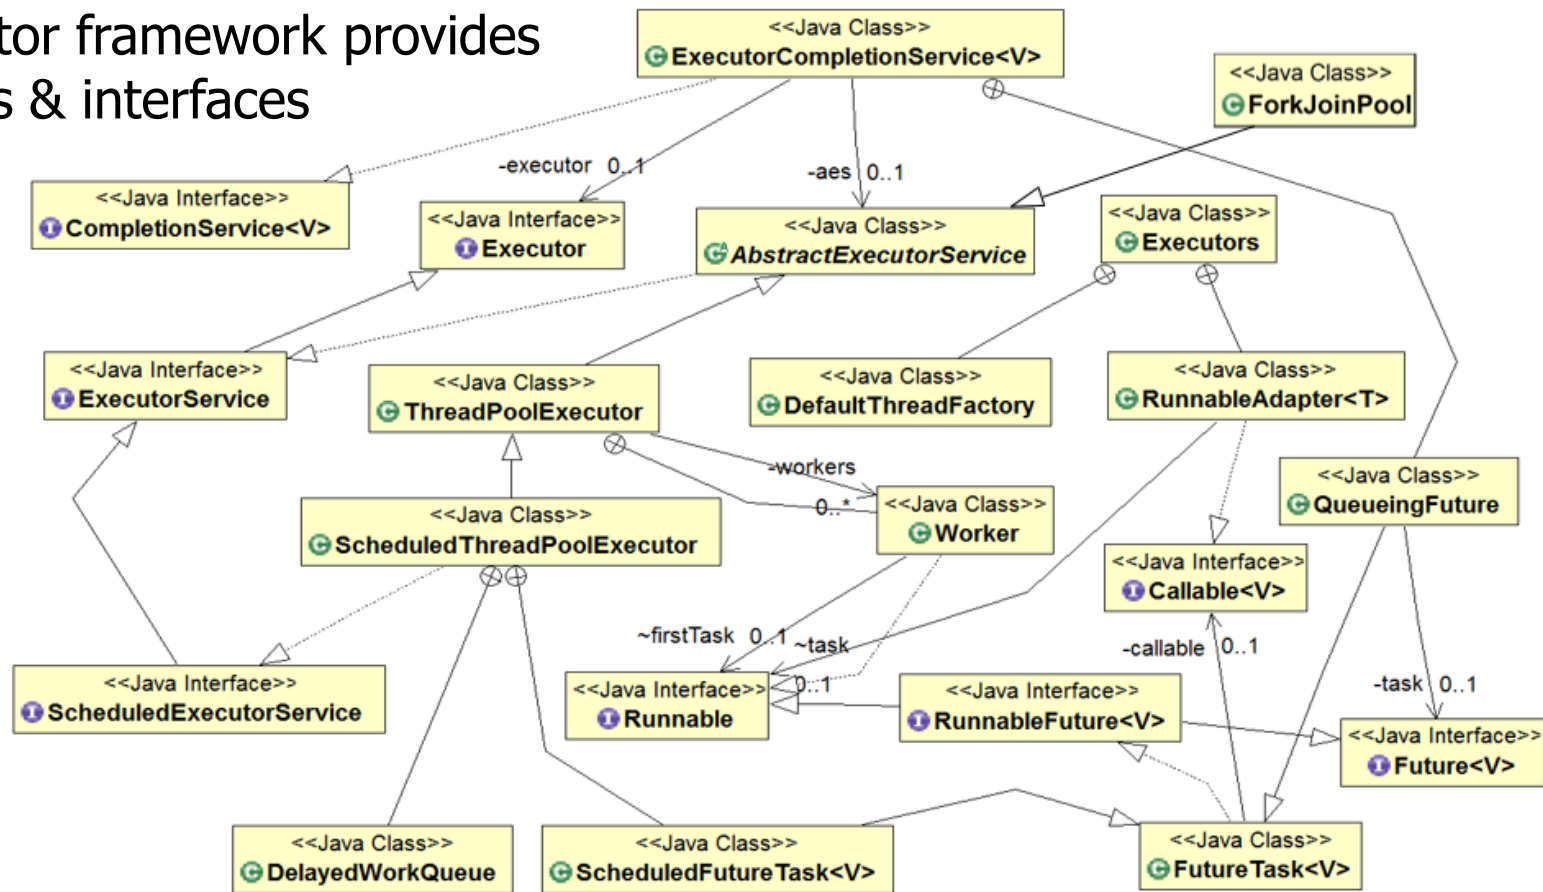 tor framework provides
s & interfaces
<<Java Class>>
ExecutorCompletionService<V>
<<Java Class>>
ForkJoinPool
-executor 0..1
-aes 0..1
<<Java Interface>>
CompletionService<V>
<<Java Interface>>
Executor
<<Java Class>>
AbstractExecutorService
<<Java Class>>
Executors
<<Java Interface>>
ExecutorService
<<Java Class>>
ThreadPoolExecutor
<<Java Class>>
DefaultThreadFactory
<<Java Class>>
RunnableAdapter<T>
-workers
0..*
<<Java Class>>
ScheduledThreadPoolExecutor
<<Java Class>>
Worker
<<Java Class>>
QueueingFuture
<<Java Interface>>
Callable<V>
~firstTask 0..1
~task
0..1
-callable 0..1
-task 0..1
<<Java Interface>>
ScheduledExecutorService
<<Java Interface>>
Runnable
<<Java Interface>>
RunnableFuture<V>
<<Java Interface>>
Future<V>
<<Java Class>>
DelayedWorkQueue
<<Java Class>>
ScheduledFutureTask<V>
<<Java Class>>
FutureTask<V>